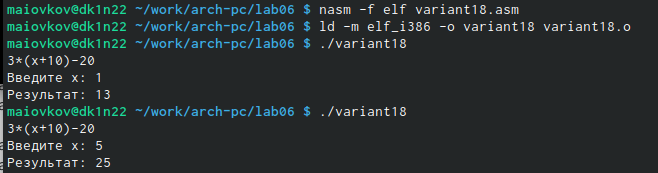 maiovkov@dk1n22 ~/work/arch-pc/lab06 $ nasm -f elf variant18.asm
maiovkov@dk1n22 ~/work/arch-pc/lab06 $ ld -m elf_i386 -o variant18 variant18.o
maiovkov@dk1n22 ~/work/arch-pc/lab06 $ ./variant18
3*(x+10)-20
Введите x: 1
Результат: 13
maiovkov@dk1n22 ~/work/arch-pc/lab06 $ ./variant18
3*(x+10)-20
Введите x: 5
Результат: 25